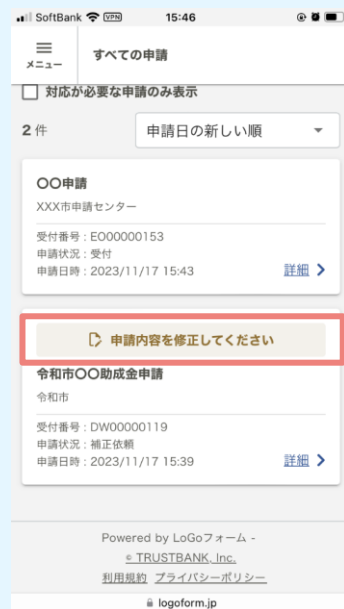 SoftBank VPN 15:46
メニュー
すべての申請
対応が必要な申請のみ表示
2 件
申請日の新しい順
〇〇申請
XXX市申請センター
受付番号 : EO00000153
申請状況 : 受付
申請日時 : 2023/11/17 15:43
詳細
申請内容を修正してください
令和市〇〇助成金申請
令和市
受付番号 : DW00000119
申請状況 : 補正依頼
申請日時 : 2023/11/17 15:39
詳細
Powered by LoGoフォーム -
© TRUSTBANK, Inc.
利用規約 プライバシーポリシー
logoform.jp